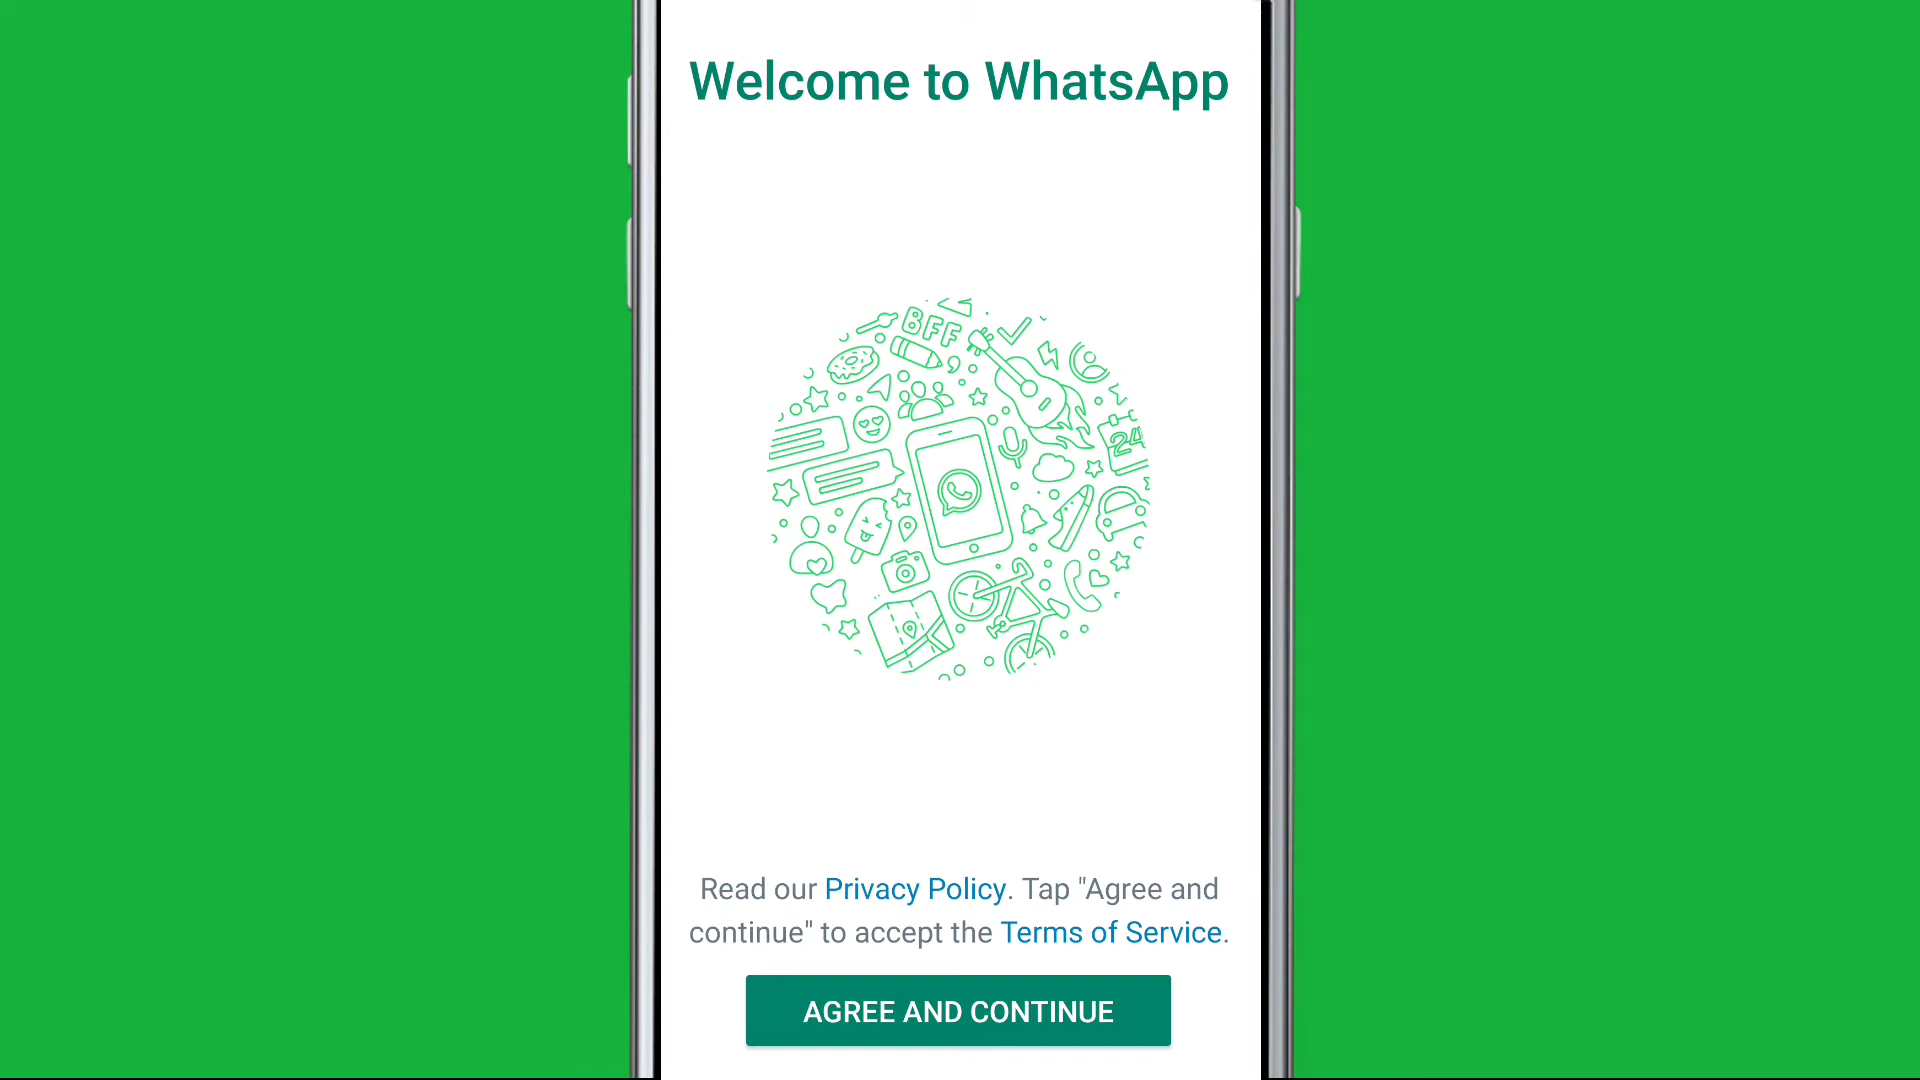 Welcome to WhatsApp
BFF
24
Read our Privacy Policy. Tap "Agree and
continue" to accept the Terms of Service.
AGREE AND CONTINUE